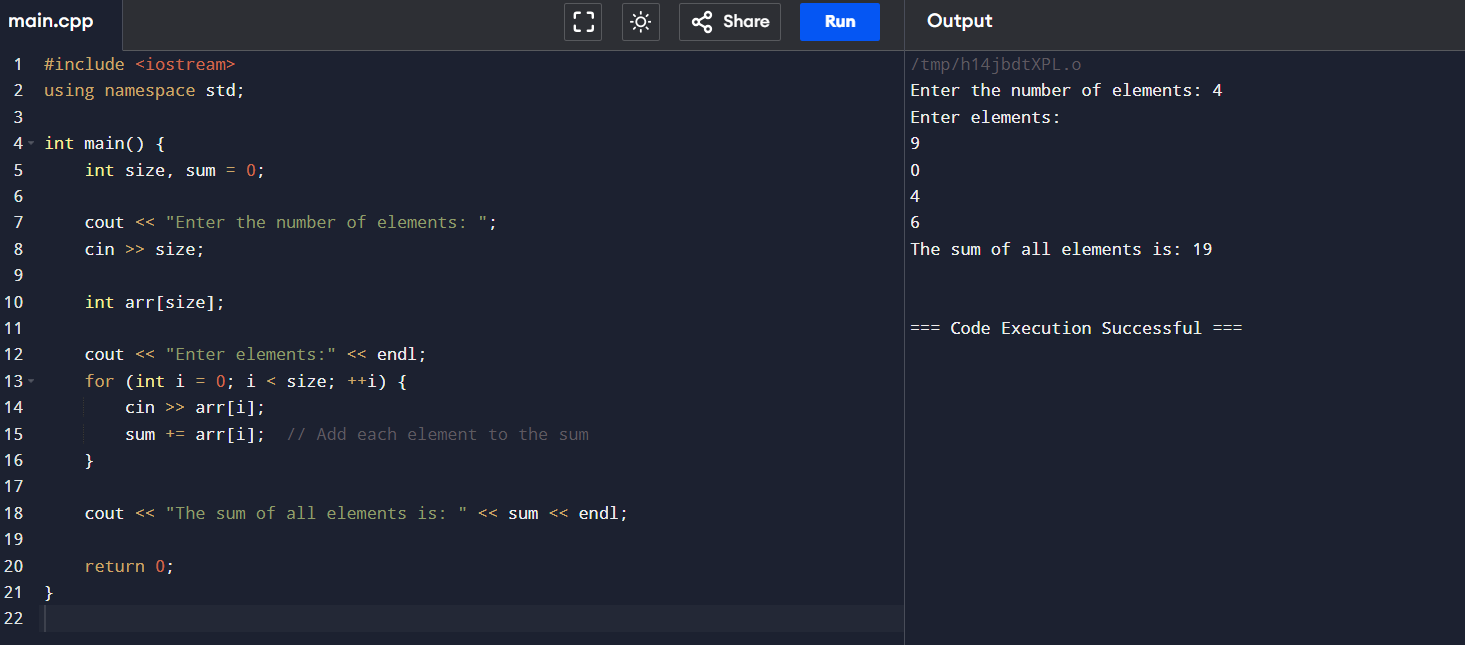 main.cpp
Share
Run
Output
1 #include <iostream>
2 using namespace std;
3
4 int main() {
5     int size, sum = 0;
6
7     cout << "Enter the number of elements: ";
8     cin >> size;
9
10     int arr[size];
11
12     cout << "Enter elements:" << endl;
13     for (int i = 0; i < size; ++i) {
14         cin >> arr[i];
15         sum += arr[i];  // Add each element to the sum
16     }
17
18     cout << "The sum of all elements is: " << sum << endl;
19
20     return 0;
21 }
22
/tmp/h14jbdtXPL.o
Enter the number of elements: 4
Enter elements:
9
0
4
6
The sum of all elements is: 19
=== Code Execution Successful ===